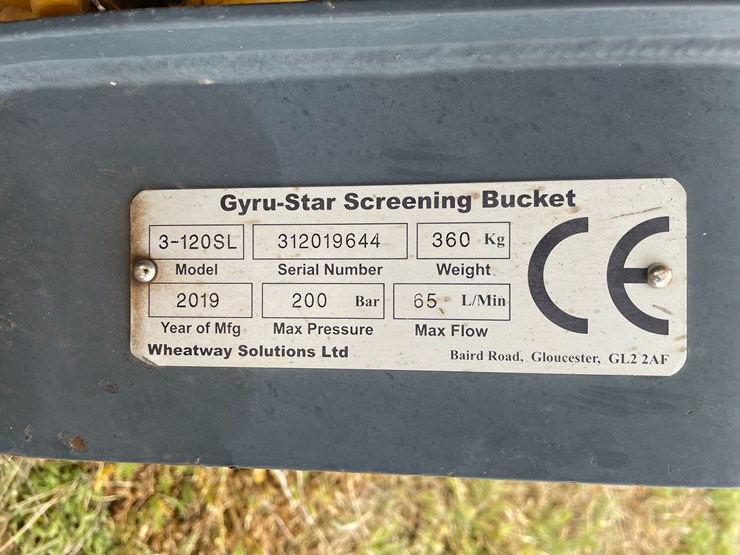 Gyru-Star Screening Bucket
3-120SL 312019644 360 Kg
Model Serial Number Weight
2019 200 Bar 65 L/Min
Year of Mfg Max Pressure Max Flow
Wheatway Solutions Ltd Baird Road, Gloucester, GL2 2AF
CE